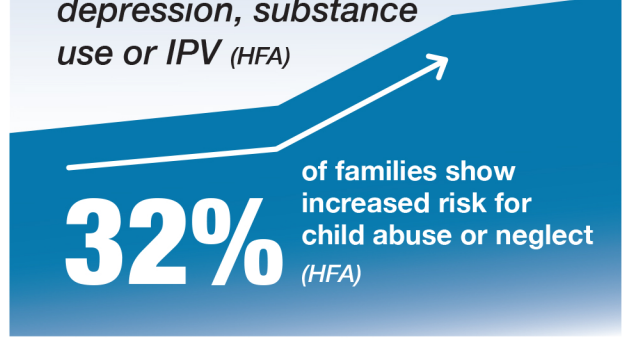 depression, substance
use or IPV (HFA)
32%
of families show
increased risk for
child abuse or neglect
(HFA)